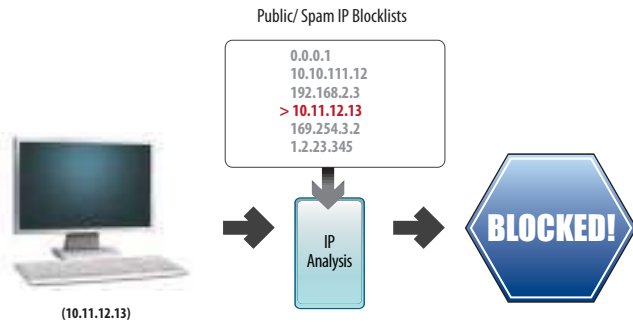 Public/ Spam IP Blocklists
0.0.0.1
10.10.111.12
192.168.2.3
> 10.11.12.13
169.254.3.2
1.2.23.345
IP
Analysis
BLOCKED!
(10.11.12.13)